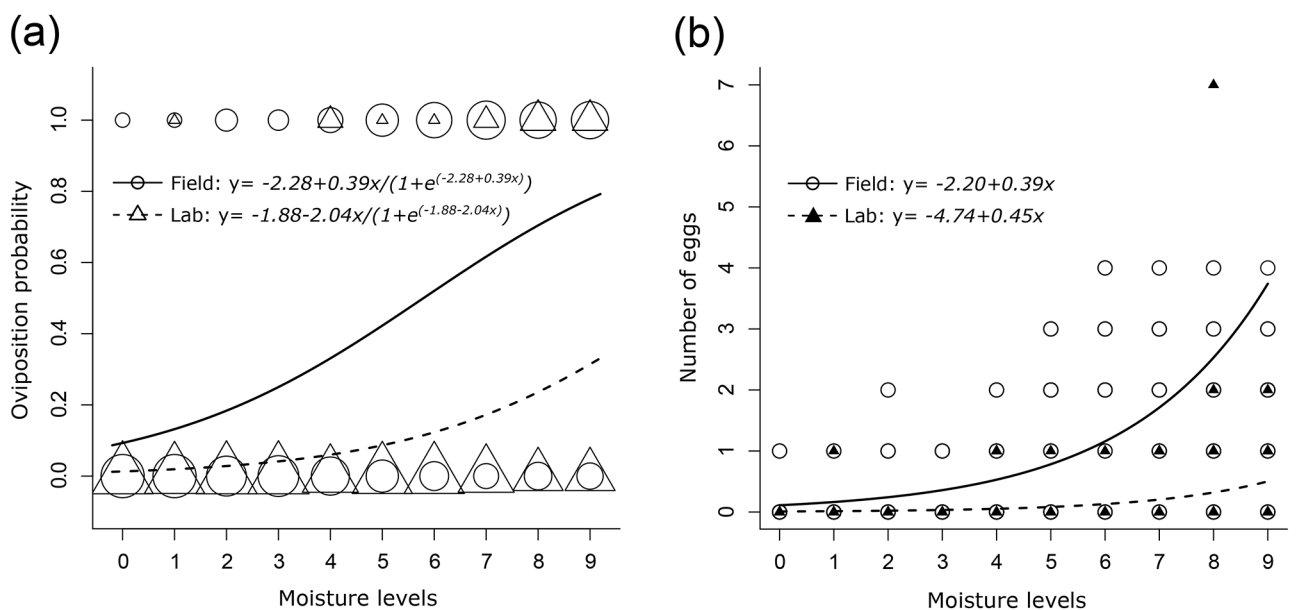 (a)
Oviposition probability
1.0
0.8
0.6
0.4
0.2
0.0
Field: y= -2.28+0.39x/(1+e^(-2.28+0.39x))
Lab: y= -1.88-2.04x/(1+e^(-1.88-2.04x))
0 1 2 3 4 5 6 7 8 9
Moisture levels
(b)
Number of eggs
7
6
5
4
3
2
1
0
Field: y= -2.20+0.39x
Lab: y= -4.74+0.45x
0 1 2 3 4 5 6 7 8 9
Moisture levels